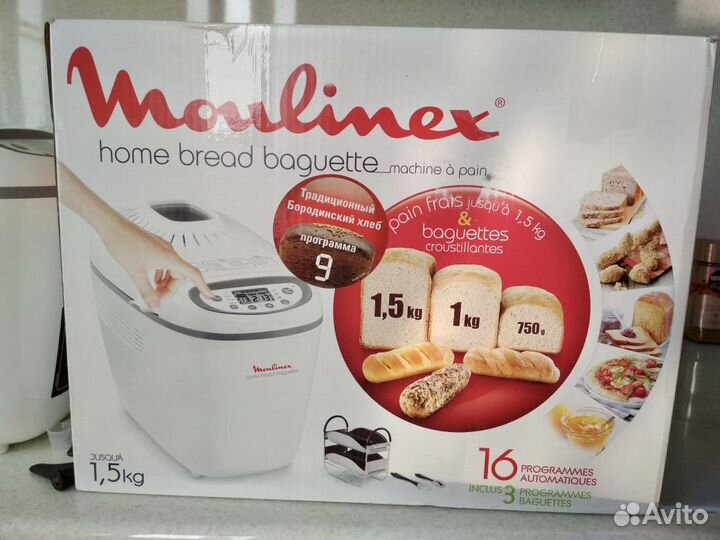 Moulinex®
home bread baguette machine à pain
Традиционный
Бородинский хлеб
программа
9
pain frais jusqu'à 1,5 kg
&
baguettes
croustillantes
1,5 kg
1 kg
750 g
Moulinex
home bread baguette
JUSQU'À
1,5kg
16 PROGRAMMES
AUTOMATIQUES
INCLUS 3 PROGRAMMES
BAGUETTES
Avito